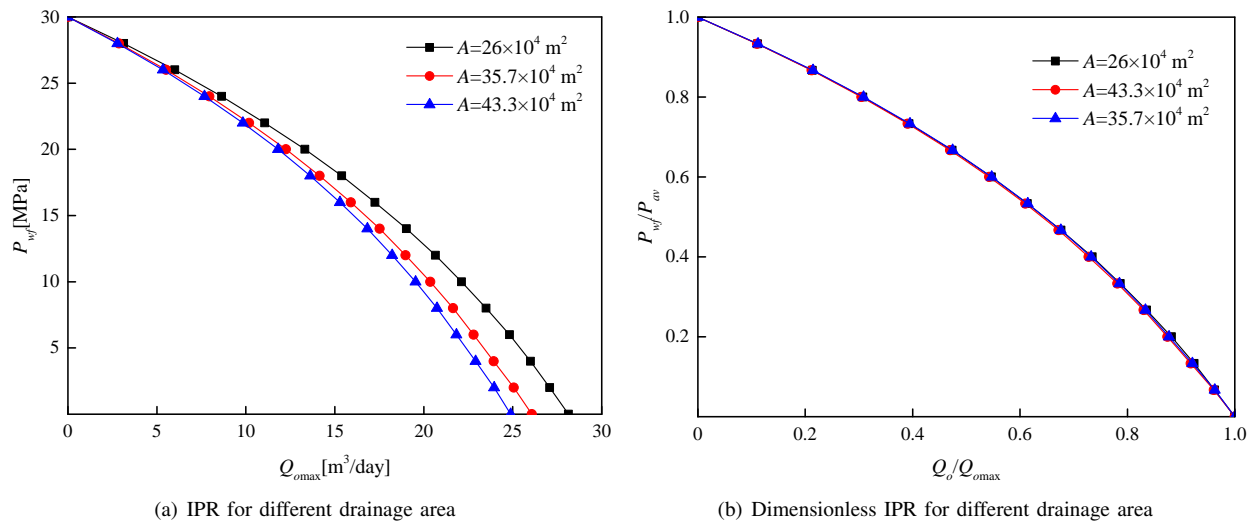 30
25
20
15
10
5
0
5
10
15
20
25
30
P_wf[MPa]
Q_omax[m³/day]
A=26×10⁴ m²
A=35.7×10⁴ m²
A=43.3×10⁴ m²
(a) IPR for different drainage area
1.0
0.8
0.6
0.4
0.2
0
0.2
0.4
0.6
0.8
1.0
P_wf/P_av
Q_o/Q_omax
A=26×10⁴ m²
A=43.3×10⁴ m²
A=35.7×10⁴ m²
(b) Dimensionless IPR for different drainage area